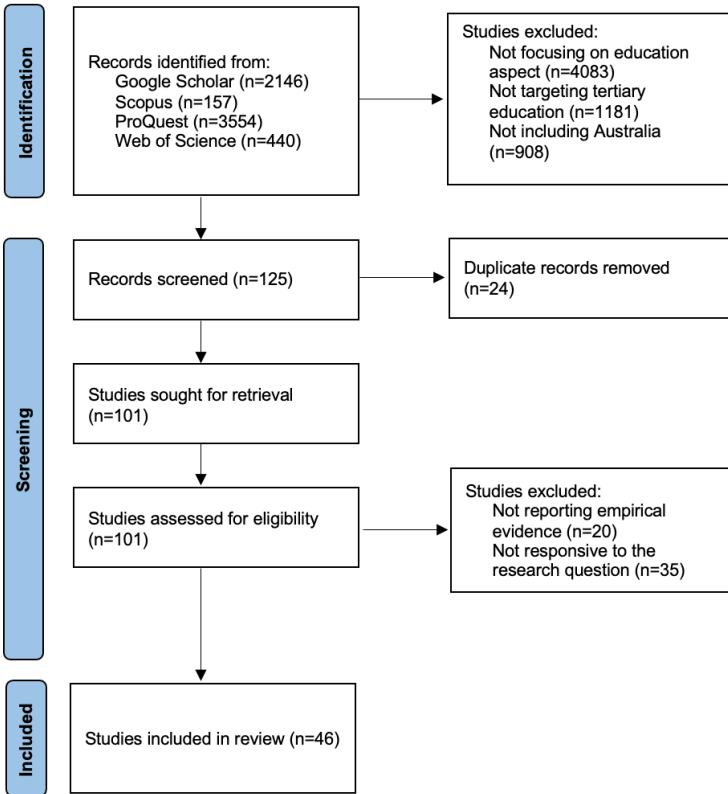 Identification
Records identified from:
Google Scholar (n=2146)
Scopus (n=157)
ProQuest (n=3554)
Web of Science (n=440)
Studies excluded:
Not focusing on education
aspect (n=4083)
Not targeting tertiary
education (n=1181)
Not including Australia
(n=908)
Screening
Records screened (n=125)
Duplicate records removed
(n=24)
Studies sought for retrieval
(n=101)
Studies assessed for eligibility
(n=101)
Studies excluded:
Not reporting empirical
evidence (n=20)
Not responsive to the
research question (n=35)
Included
Studies included in review (n=46)